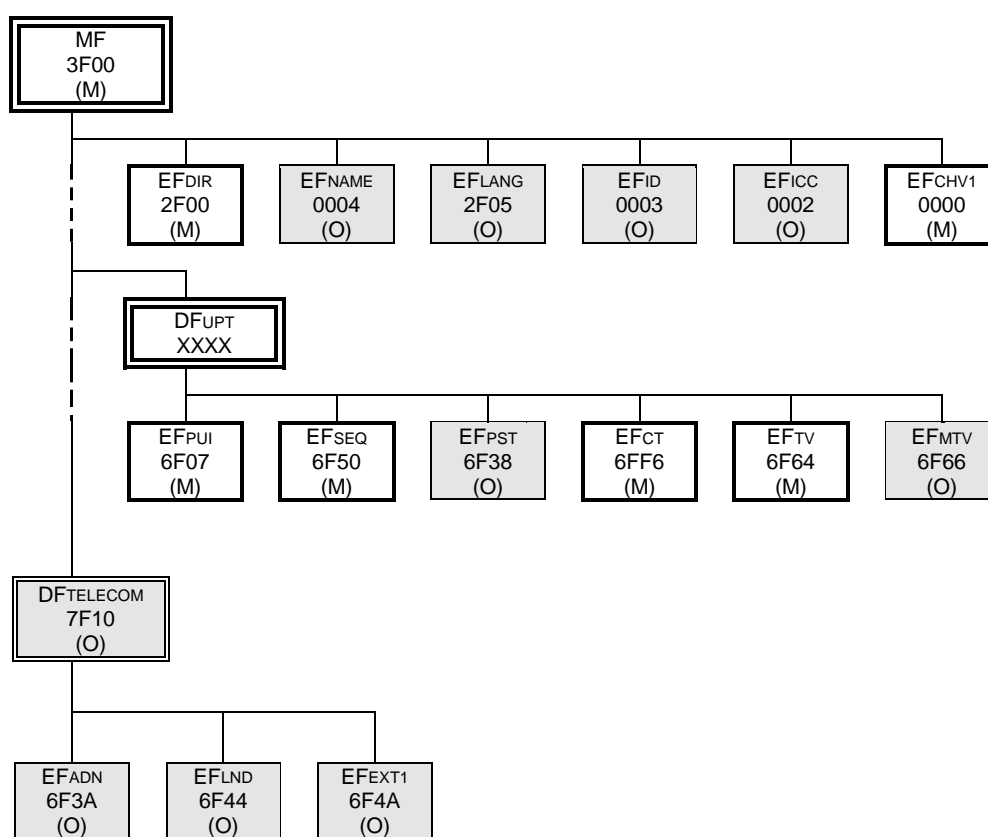 MF
3F00
(M)
EFDIR
2F00
(M)
EFNAME
0004
(O)
EFLANG
2F05
(O)
EFID
0003
(O)
EFICC
0002
(O)
EFCHV1
0000
(M)
DFUPT
XXXX
EFPUI
6F07
(M)
EFSEQ
6F50
(M)
EFPST
6F38
(O)
EFCT
6FF6
(M)
EFTV
6F64
(M)
EFMTV
6F66
(O)
DFTELECOM
7F10
(O)
EFADN
6F3A
(O)
EFLND
6F44
(O)
EFEXT1
6F4A
(O)